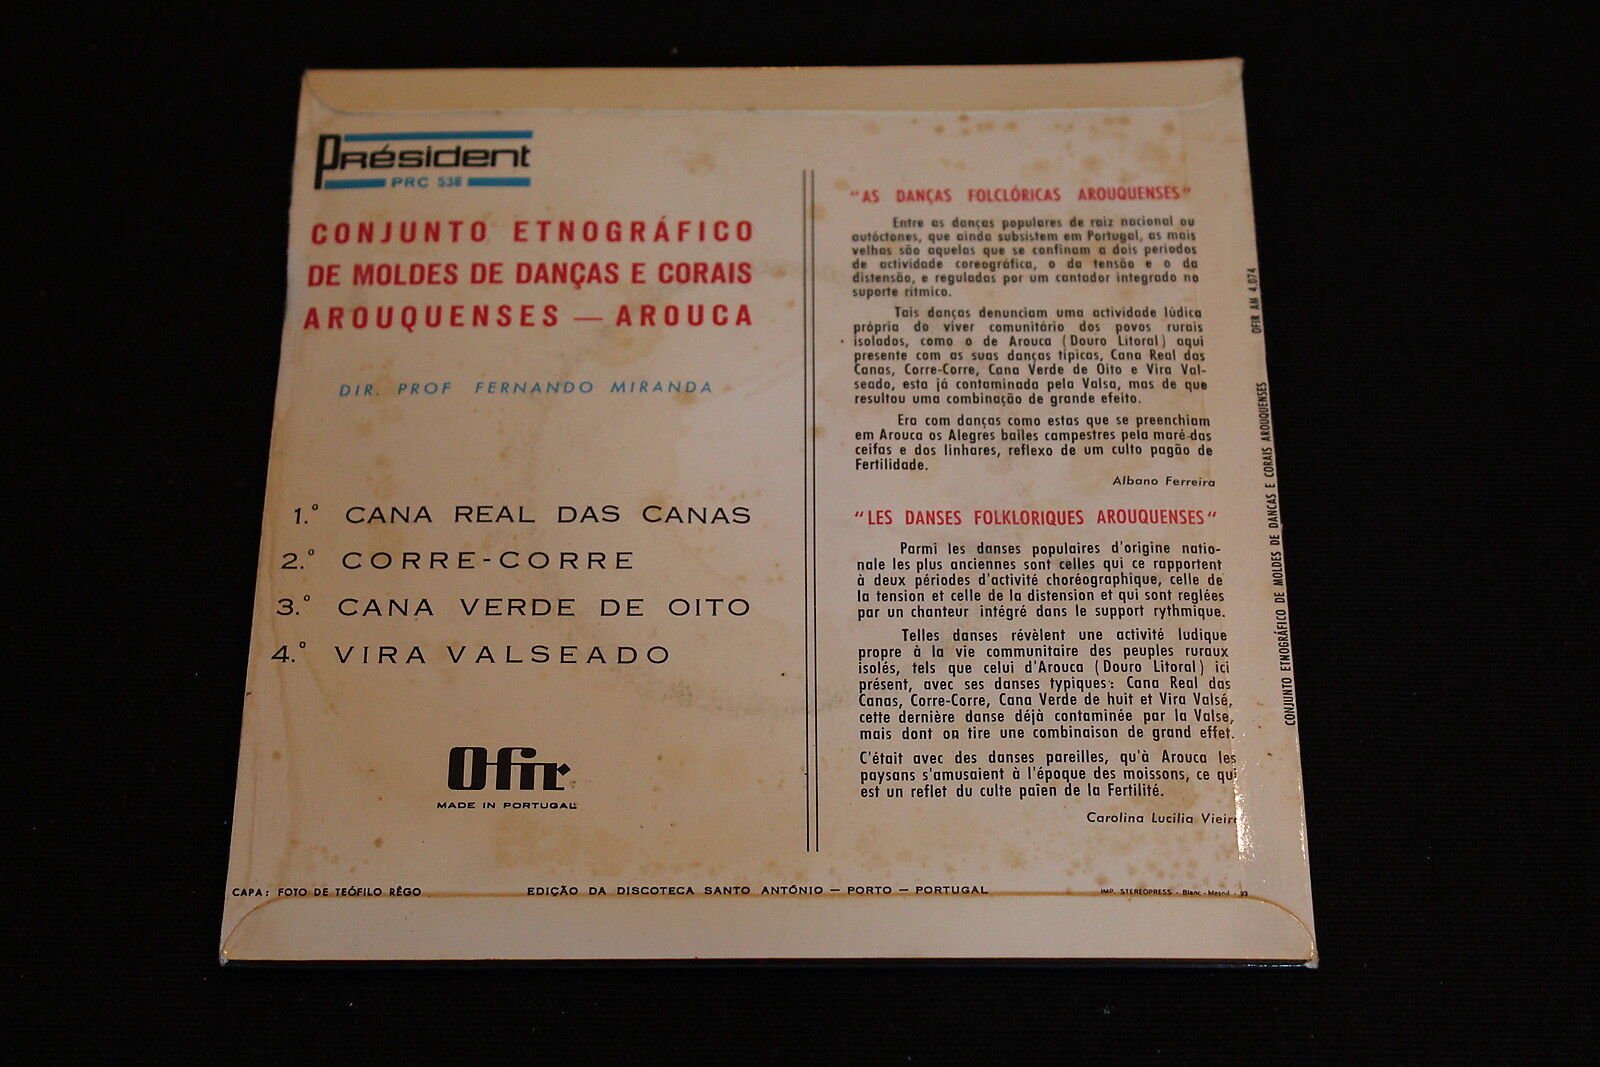 Président
PRC 538
CONJUNTO ETNOGRÁFICO
DE MOLDES DE DANÇAS E CORAIS
AROUQUENSES — AROUCA
DIR. PROF FERNANDO MIRANDA
1.º CANA REAL DAS CANAS
2.º CORRE-CORRE
3.º CANA VERDE DE OITO
4.º VIRA VALSEADO
Ofir
MADE IN PORTUGAL
"AS DANÇAS FOLCLÓRICAS AROUQUENSES"
Entre as danças populares de raiz nacional ou
autóctones, que ainda subsistem em Portugal, as mais
velhas são aquelas que se confinam a dois períodos
de actividade coreográfica, o da tensão e o da
distensão, e reguladas por um cantador integrado no
suporte rítmico.
Tais danças denunciam uma actividade lúdica
própria do viver comunitário dos povos rurais
isolados, como o de Arouca (Douro Litoral) aqui
presente com as suas danças típicas, Cana Real das
Canas, Corre-Corre, Cana Verde de Oito e Vira Val-
seado, esta já contaminada pela Valsa, mas de que
resultou uma combinação de grande efeito.
Era com danças como estas que se preenchiam
em Arouca os Alegres bailes campestres pela maré-das
ceifas e dos linhares, reflexo de um culto pagão de
Fertilidade.
Albano Ferreira
"LES DANSES FOLKLORIQUES AROUQUENSES"
Parmi les danses populaires d'origine natio-
nale les plus anciennes sont celles qui ce rapportent
à deux périodes d'activité choréographique, celle de
la tension et celle de la distension et qui sont reglées
par un chanteur intégré dans le support rythmique.
Telles danses révèlent une activité ludique
propre à la vie communitaire des peuples ruraux
isolés, tels que celui d'Arouca (Douro Litoral) ici
présent, avec ses danses typiques: Cana Real das
Canas, Corre-Corre, Cana Verde de huit et Vira Valsé,
cette dernière danse déjà contaminée par la Valse,
mais dont on tire une combinaison de grand effet.
C'était avec des danses pareilles, qu'à Arouca les
paysans s'amusaient à l'époque des moissons, ce qui
est un reflet du culte païen de la Fertilité.
Carolina Lucilia Vieir
CAPA: FOTO DE TEÓFILO RÊGO
EDIÇÃO DA DISCOTECA SANTO ANTÓNIO — PORTO — PORTUGAL
IMP. STEREOPRESS - Blanc-Mesnil - 93
CONJUNTO ETNOGRÁFICO DE MOLDES DE DANÇAS E CORAIS AROUQUENSES
OFIR AM 4.074